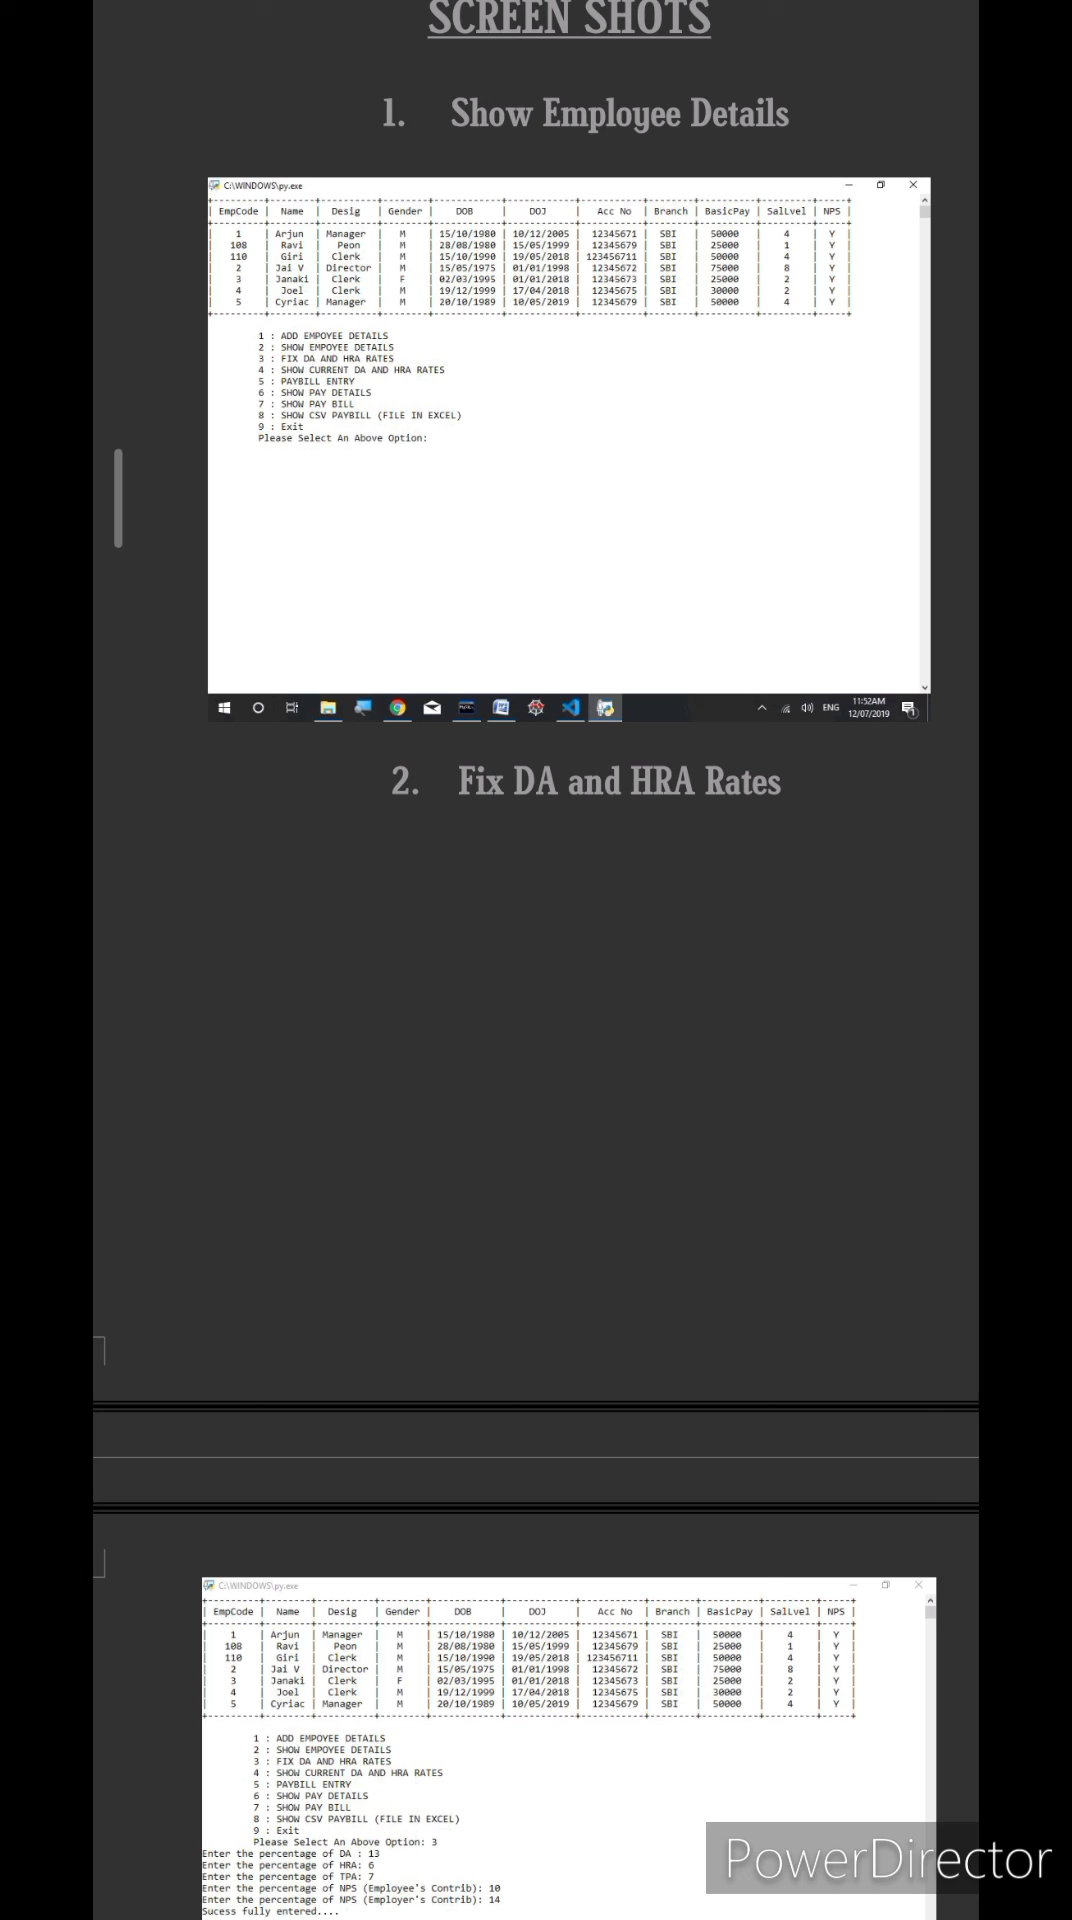 SCREEN SHOTS
1. Show Employee Details
C:\WINDOWS\py.exe
| EmpCode | Name | Desig | Gender | DOB | DOJ | Acc No | Branch | BasicPay | SalLvel | NPS |
| 1 | Arjun | Manager | M | 15/10/1980 | 10/12/2005 | 12345671 | SBI | 50000 | 4 | Y |
| 108 | Ravi | Peon | M | 28/08/1980 | 15/05/1999 | 12345679 | SBI | 25000 | 1 | Y |
| 110 | Giri | Clerk | M | 15/10/1990 | 19/05/2018 | 123456711 | SBI | 50000 | 4 | Y |
| 2 | Jai V | Director | M | 15/05/1975 | 01/01/1998 | 12345672 | SBI | 75000 | 8 | Y |
| 3 | Janaki | Clerk | F | 02/03/1995 | 01/01/2018 | 12345673 | SBI | 25000 | 2 | Y |
| 4 | Joel | Clerk | M | 19/12/1999 | 17/04/2018 | 12345675 | SBI | 30000 | 2 | Y |
| 5 | Cyriac | Manager | M | 20/10/1989 | 10/05/2019 | 12345679 | SBI | 50000 | 4 | Y |
1 : ADD EMPOYEE DETAILS
2 : SHOW EMPOYEE DETAILS
3 : FIX DA AND HRA RATES
4 : SHOW CURRENT DA AND HRA RATES
5 : PAYBILL ENTRY
6 : SHOW PAY DETAILS
7 : SHOW PAY BILL
8 : SHOW CSV PAYBILL (FILE IN EXCEL)
9 : Exit
Please Select An Above Option:
ENG
11:52AM
12/07/2019
2. Fix DA and HRA Rates
C:\WINDOWS\py.exe
| EmpCode | Name | Desig | Gender | DOB | DOJ | Acc No | Branch | BasicPay | SalLvel | NPS |
| 1 | Arjun | Manager | M | 15/10/1980 | 10/12/2005 | 12345671 | SBI | 50000 | 4 | Y |
| 108 | Ravi | Peon | M | 28/08/1980 | 15/05/1999 | 12345679 | SBI | 25000 | 1 | Y |
| 110 | Giri | Clerk | M | 15/10/1990 | 19/05/2018 | 123456711 | SBI | 50000 | 4 | Y |
| 2 | Jai V | Director | M | 15/05/1975 | 01/01/1998 | 12345672 | SBI | 75000 | 8 | Y |
| 3 | Janaki | Clerk | F | 02/03/1995 | 01/01/2018 | 12345673 | SBI | 25000 | 2 | Y |
| 4 | Joel | Clerk | M | 19/12/1999 | 17/04/2018 | 12345675 | SBI | 30000 | 2 | Y |
| 5 | Cyriac | Manager | M | 20/10/1989 | 10/05/2019 | 12345679 | SBI | 50000 | 4 | Y |
1 : ADD EMPOYEE DETAILS
2 : SHOW EMPOYEE DETAILS
3 : FIX DA AND HRA RATES
4 : SHOW CURRENT DA AND HRA RATES
5 : PAYBILL ENTRY
6 : SHOW PAY DETAILS
7 : SHOW PAY BILL
8 : SHOW CSV PAYBILL (FILE IN EXCEL)
9 : Exit
Please Select An Above Option: 3
Enter the percentage of DA : 13
Enter the percentage of HRA: 6
Enter the percentage of TPA: 7
Enter the percentage of NPS (Employee's Contrib): 10
Enter the percentage of NPS (Employer's Contrib): 14
Sucess fully entered....
PowerDirector